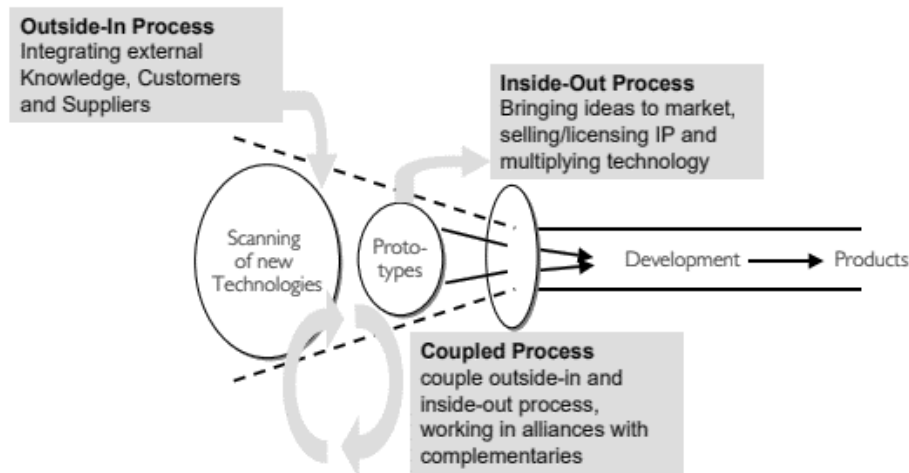 Outside-In Process
Integrating external
Knowledge, Customers
and Suppliers
Inside-Out Process
Bringing ideas to market,
selling/licensing IP and
multiplying technology
Scanning
of new
Technologies
Proto-
types
Development
Products
Coupled Process
couple outside-in and
inside-out process,
working in alliances with
complementaries